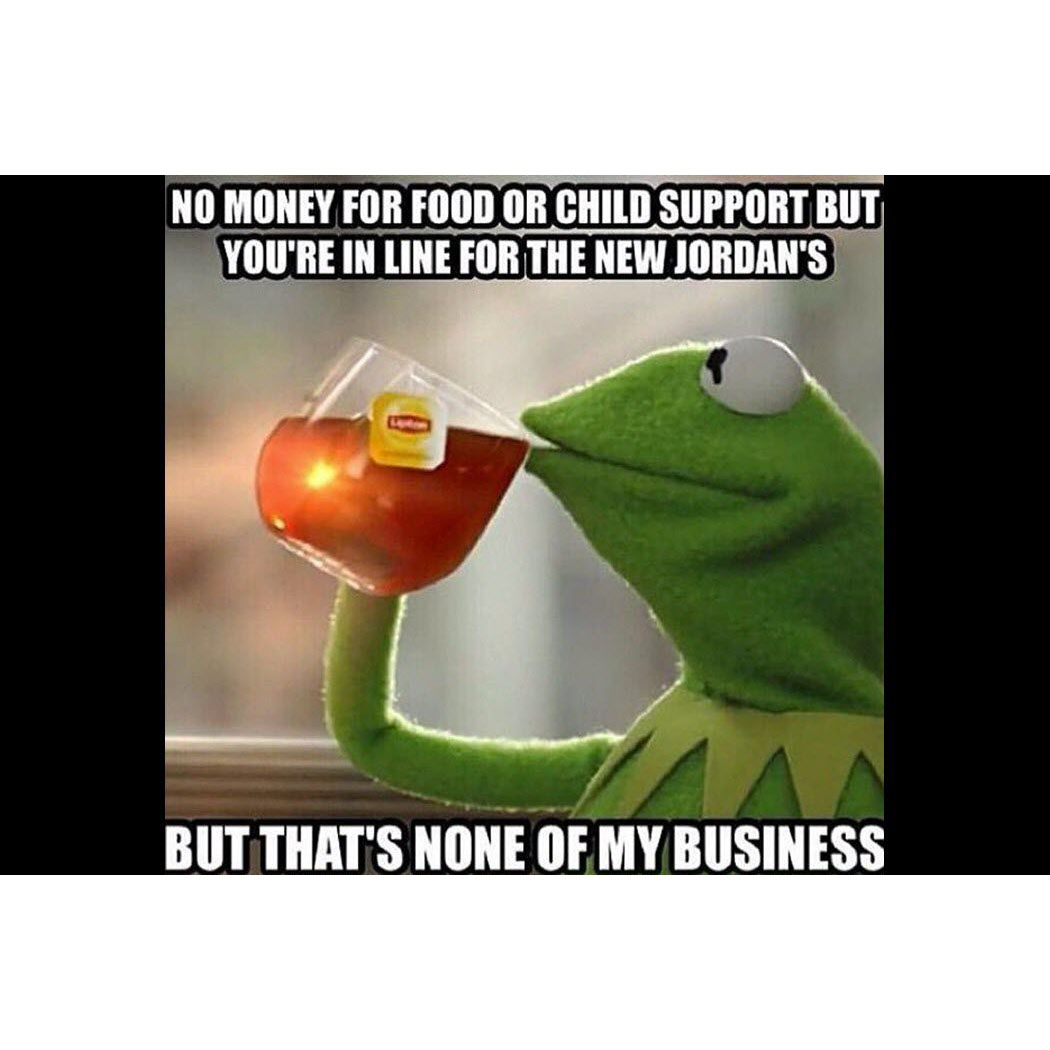 NO MONEY FOR FOOD OR CHILD SUPPORT BUT
YOU'RE IN LINE FOR THE NEW JORDAN'S
Lipton
BUT THAT'S NONE OF MY BUSINESS